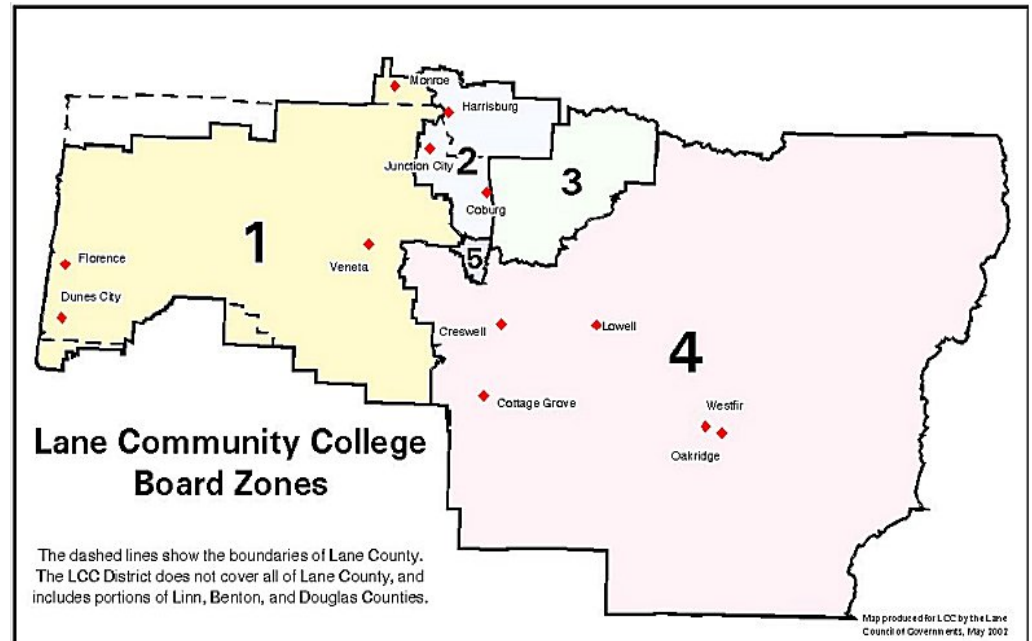 Monroe
Harrisburg
Junction City
2
3
Coburg
1
5
Florence
Veneta
Dunes City
Creswell
Lowell
4
Cottage Grove
Westfir
Oakridge
Lane Community College
Board Zones
The dashed lines show the boundaries of Lane County.
The LCC District does not cover all of Lane County, and
includes portions of Linn, Benton, and Douglas Counties.
Map produced for LCC by the Lane
Council of Governments, May 2002